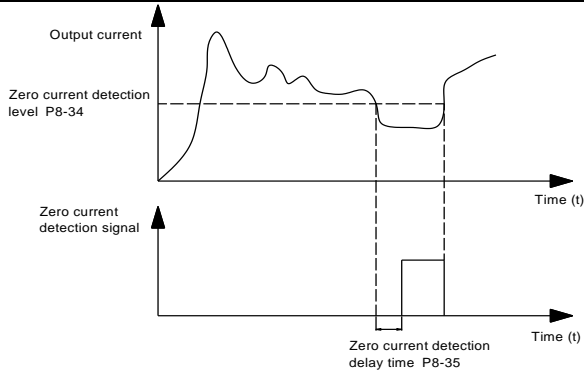 Output current
Zero current detection
level P8-34
Time (t)
Zero current
detection signal
Time (t)
Zero current detection
delay time P8-35